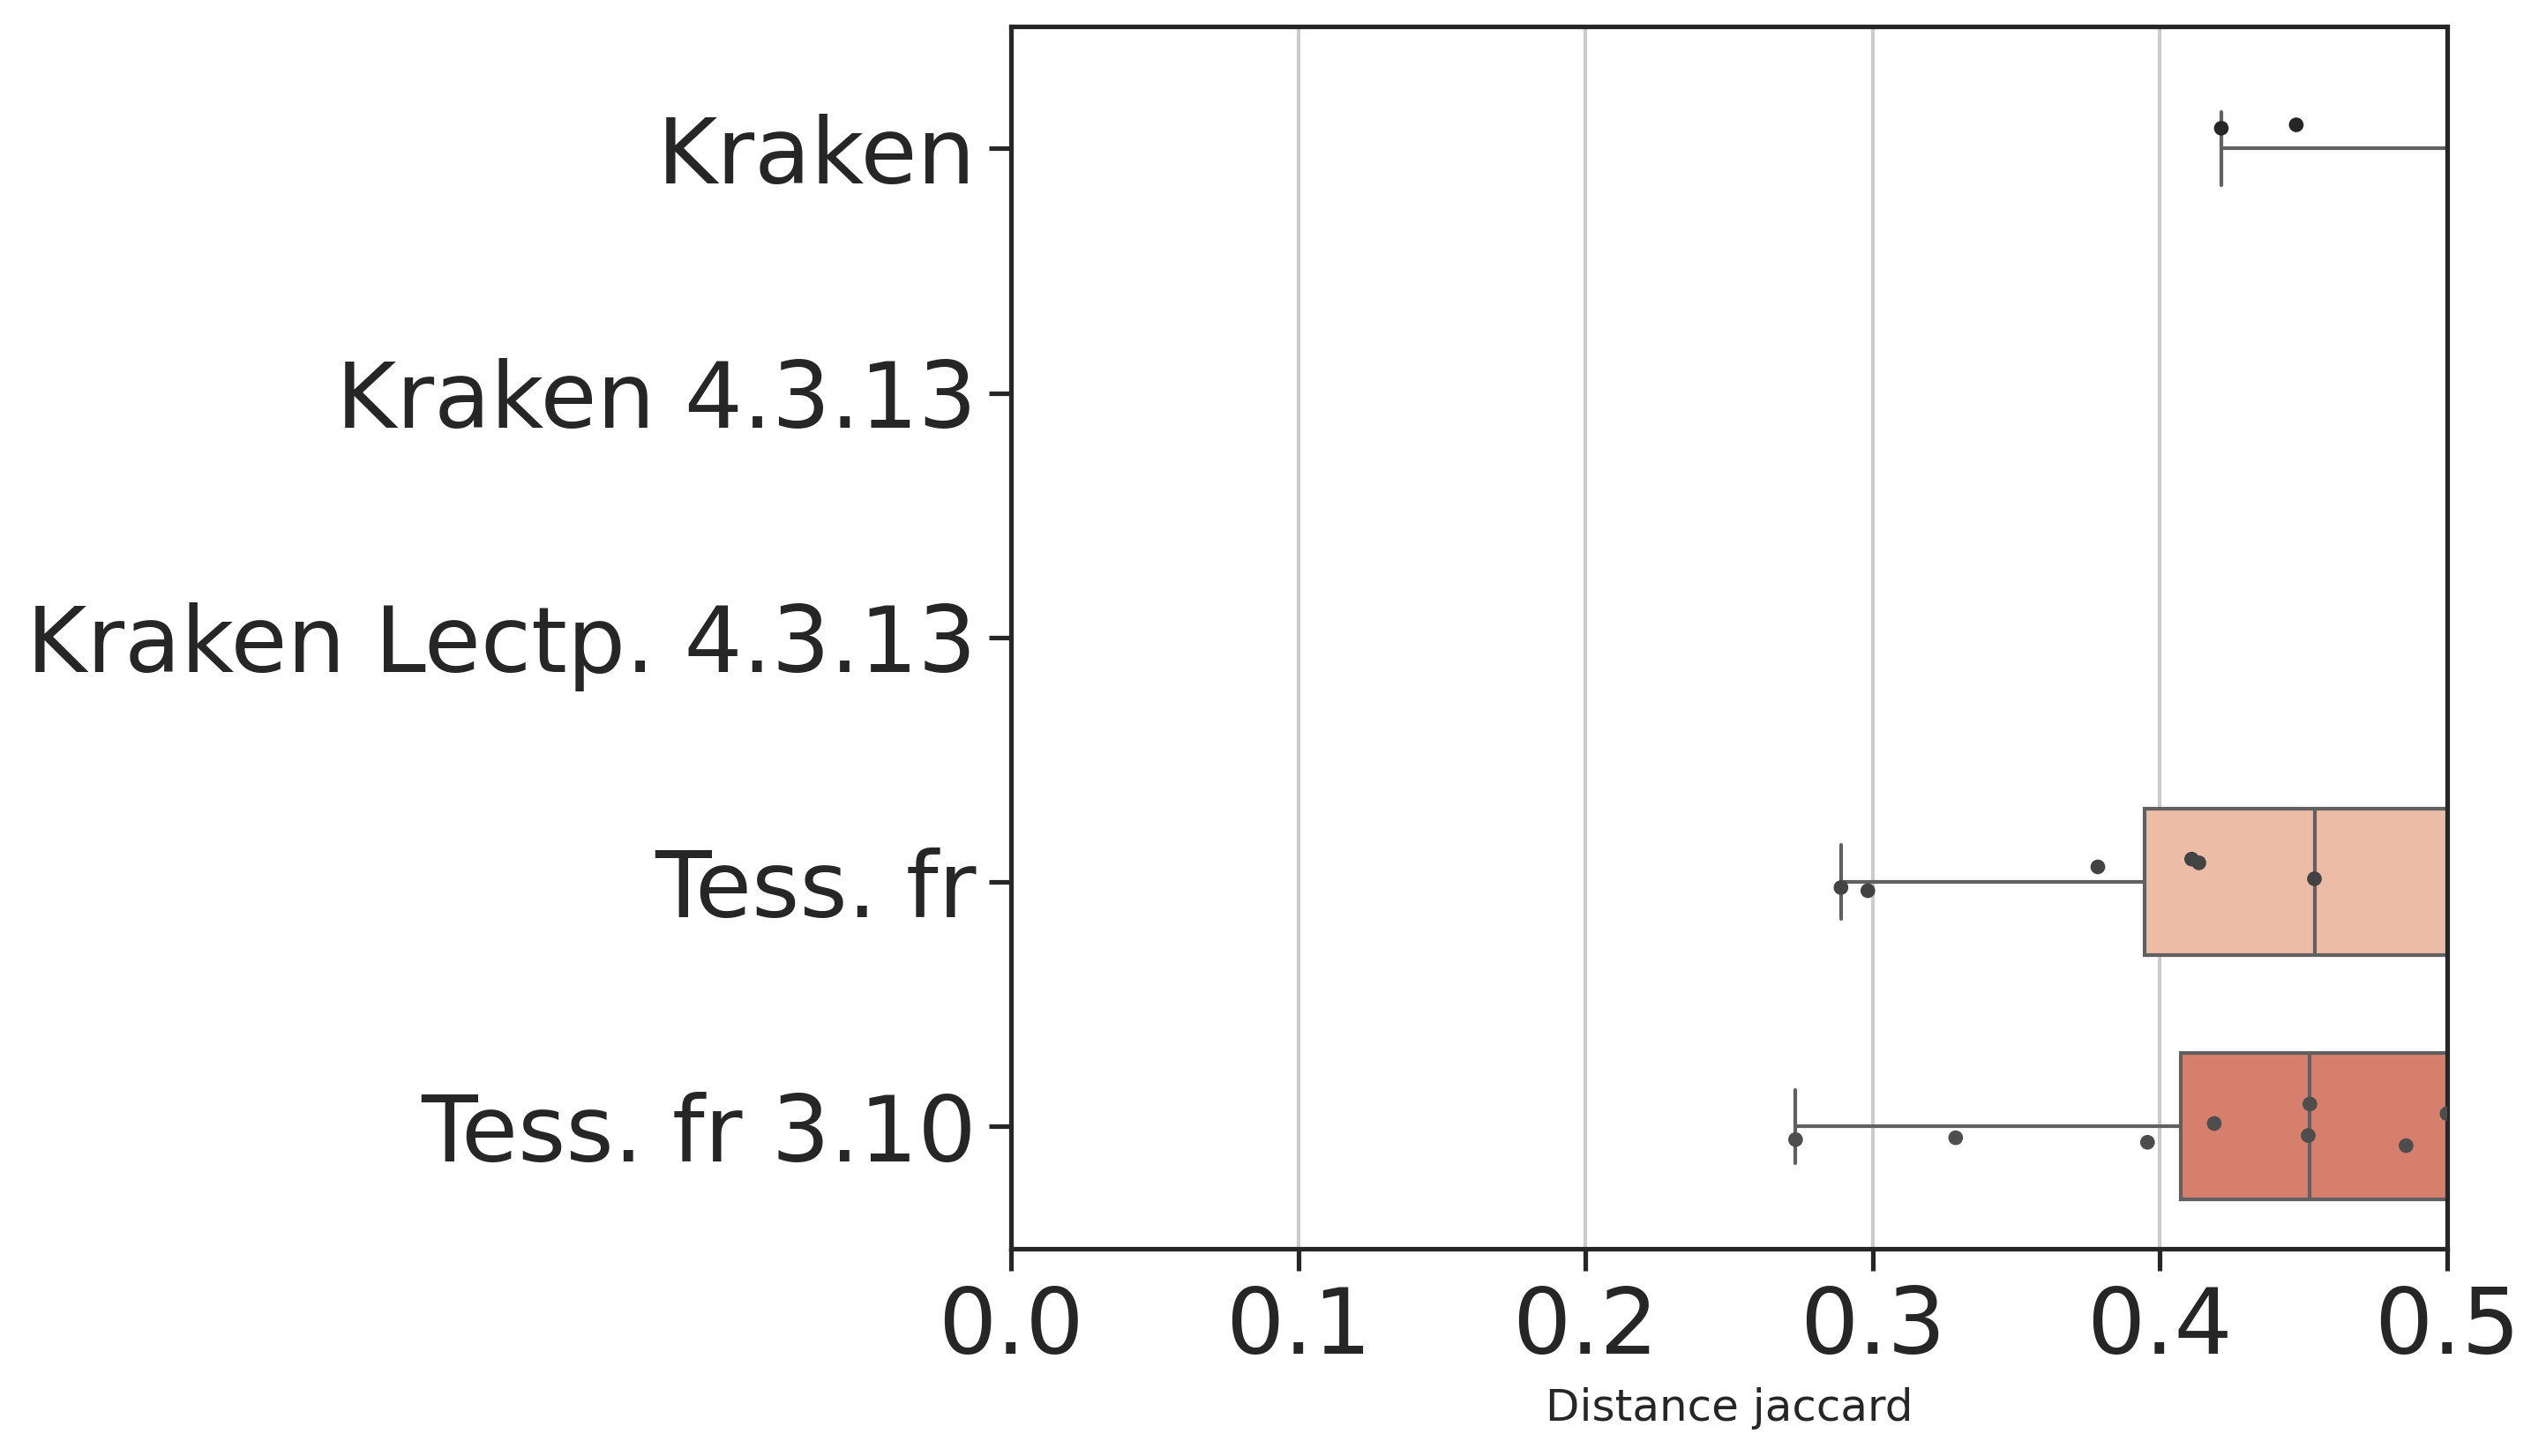 Kraken
Kraken 4.3.13
Kraken Lectp. 4.3.13
Tess. fr
Tess. fr 3.10
0.0 0.1 0.2 0.3 0.4 0.5
Distance jaccard